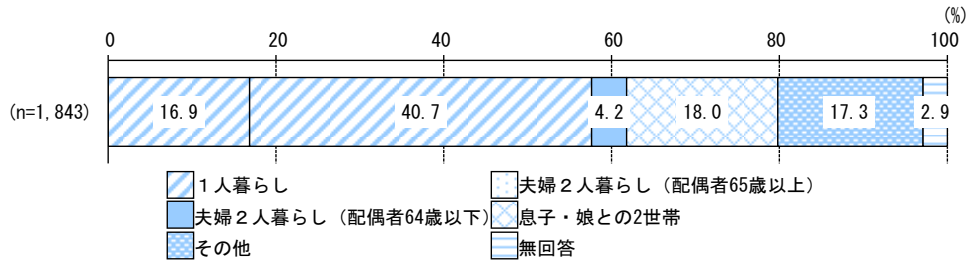 (%)
0 20 40 60 80 100
(n=1,843) 16.9 40.7 4.2 18.0 17.3 2.9
1人暮らし 夫婦2人暮らし(配偶者65歳以上)
夫婦2人暮らし(配偶者64歳以下) 息子・娘との2世帯
その他 無回答